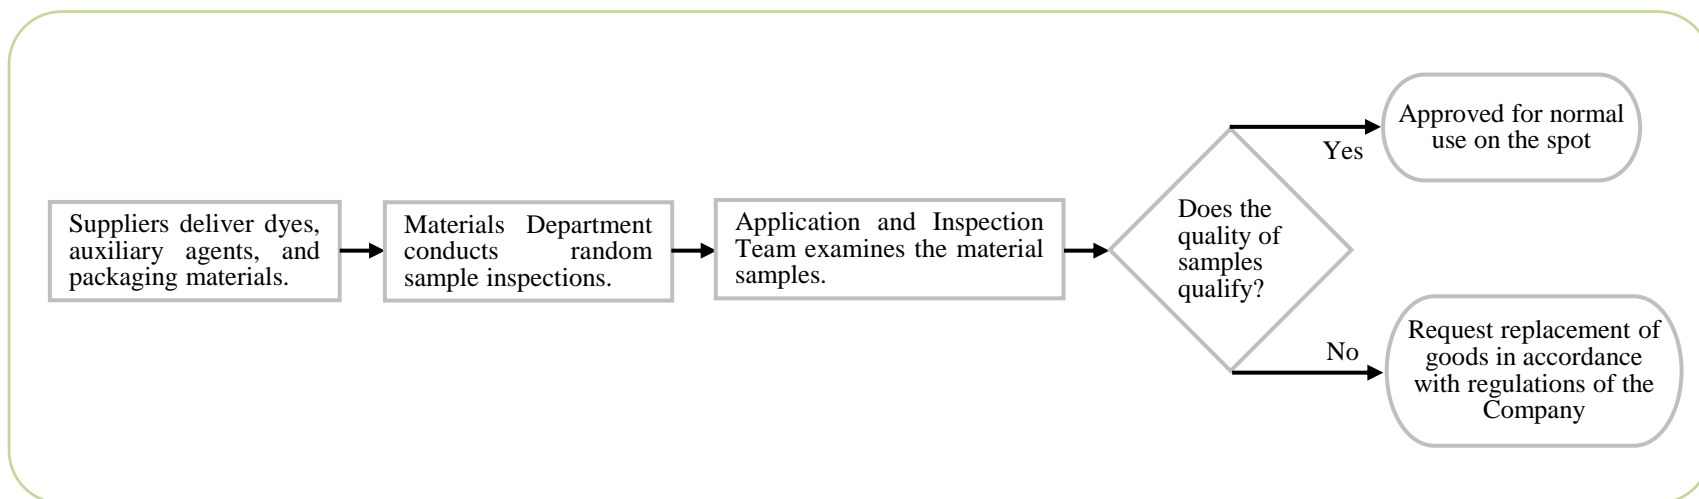 Suppliers deliver dyes,
auxiliary agents, and
packaging materials.
Materials Department
conducts random
sample inspections.
Application and Inspection
Team examines the material
samples.
Does the
quality of
samples
qualify?
Yes
Approved for normal
use on the spot
No
Request replacement of
goods in accordance
with regulations of the
Company